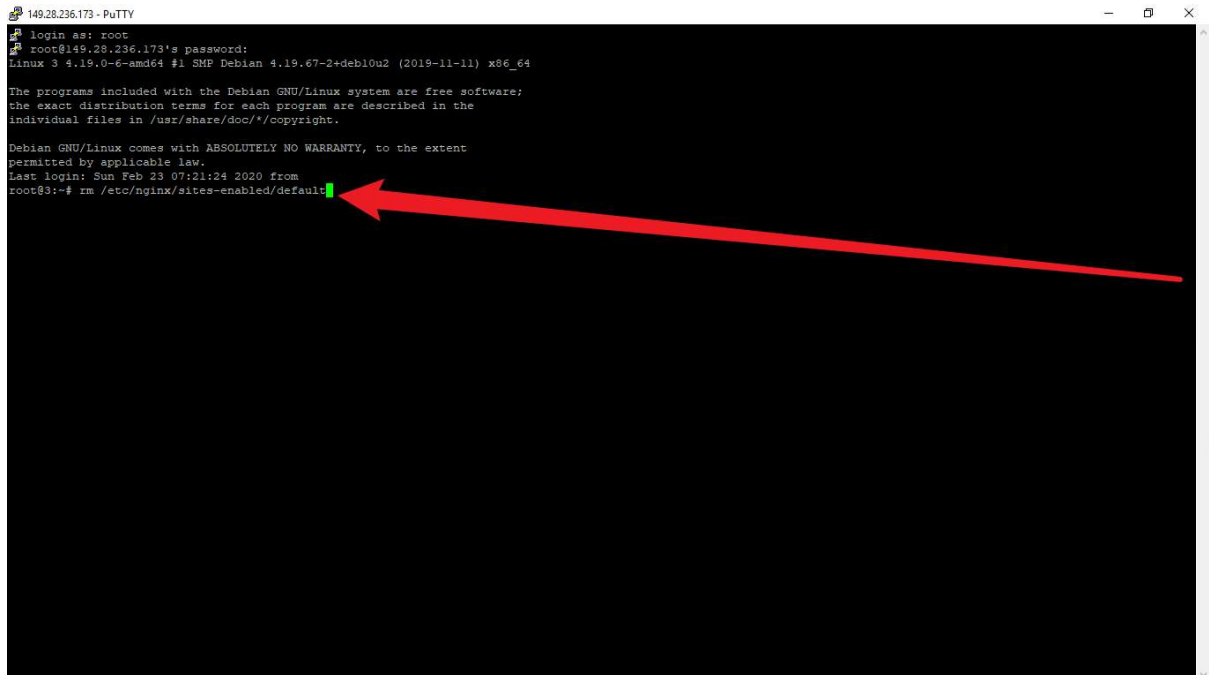 149.28.236.173 - PuTTY
login as: root
root@149.28.236.173's password:
Linux 3 4.19.0-6-amd64 #1 SMP Debian 4.19.67-2+deb10u2 (2019-11-11) x86_64
The programs included with the Debian GNU/Linux system are free software;
the exact distribution terms for each program are described in the
individual files in /usr/share/doc/*/copyright.
Debian GNU/Linux comes with ABSOLUTELY NO WARRANTY, to the extent
permitted by applicable law.
Last login: Sun Feb 23 07:21:24 2020 from
root@3:~# rm /etc/nginx/sites-enabled/default